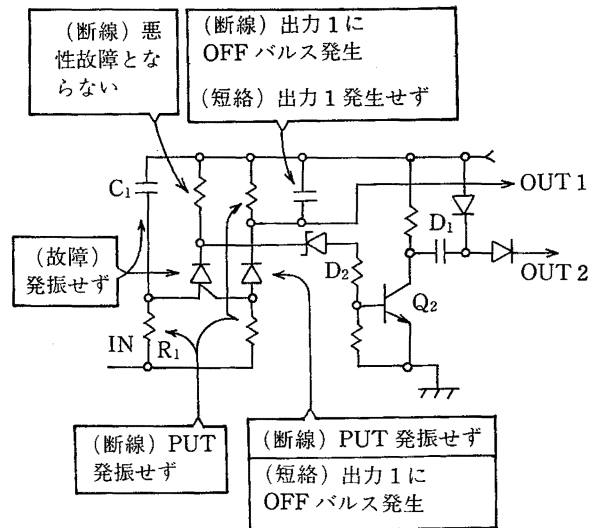 （断線）悪
性故障とな
らない
（断線）出力１に
OFF バルス発生
（短絡）出力１発生せず
C₁
OUT 1
（故障）
発振せず
D₁
D₂
OUT 2
Q₂
IN
R₁
（断線）PUT
発振せず
（断線）PUT 発振せず
（短絡）出力１に
OFF バルス発生